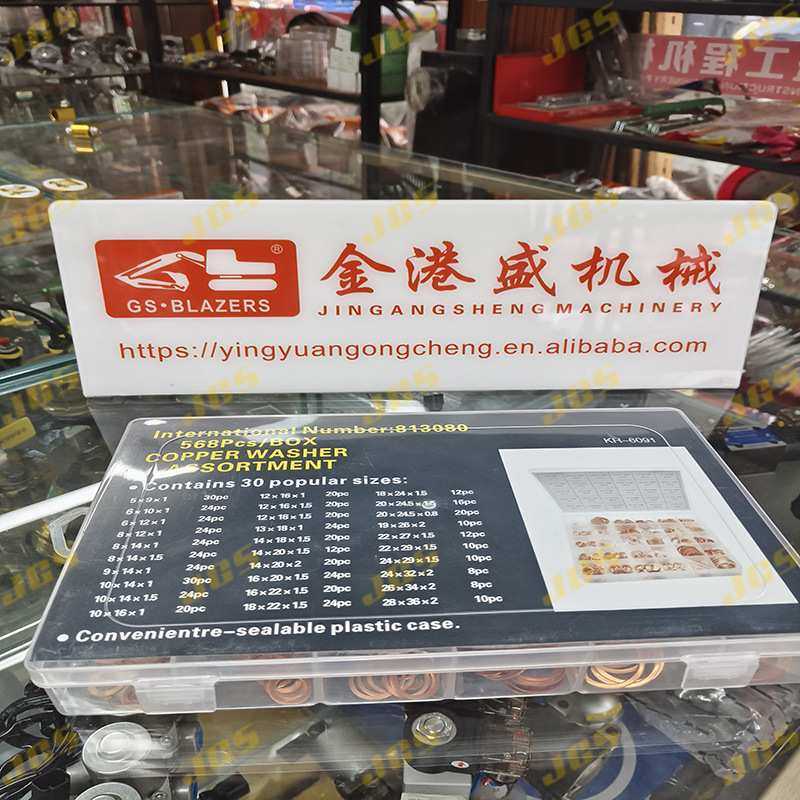 工程机械
CONSTRUCTION
GS·BLAZERS
®
金港盛机械
JINGANGSHENG MACHINERY
https://yingyuangongcheng.en.alibaba.com
International Number:813080
568Pcs/BOX
COPPER WASHER
ASSORTMENT
KR-6091
• Contains 30 popular sizes:
5×9×1 30pc 12×16×1 20pc 18×24×1.5 12pc
6×10×1 24pc 12×16×1.5 20pc 20×24.5×1.5 16pc
6×12×1 24pc 12×18×1.5 20pc 20×24.5×0.8 20pc
8×12×1 24pc 13×18×1 24pc 19×26×2 10pc
8×14×1 24pc 14×18×1.5 20pc 22×27×1.5 12pc
8×14×1.5 24pc 14×20×1.5 12pc 22×29×1.5 10pc
9×14×1 24pc 14×20×2 20pc 24×29×1.5 10pc
10×14×1 30pc 16×20×1.5 24pc 24×32×2 8pc
10×14×1.5 24pc 16×22×1.5 20pc 26×34×2 8pc
10×16×1 20pc 18×22×1.5 24pc 28×36×2 10pc
• Convenientre-sealable plastic case.
JGS